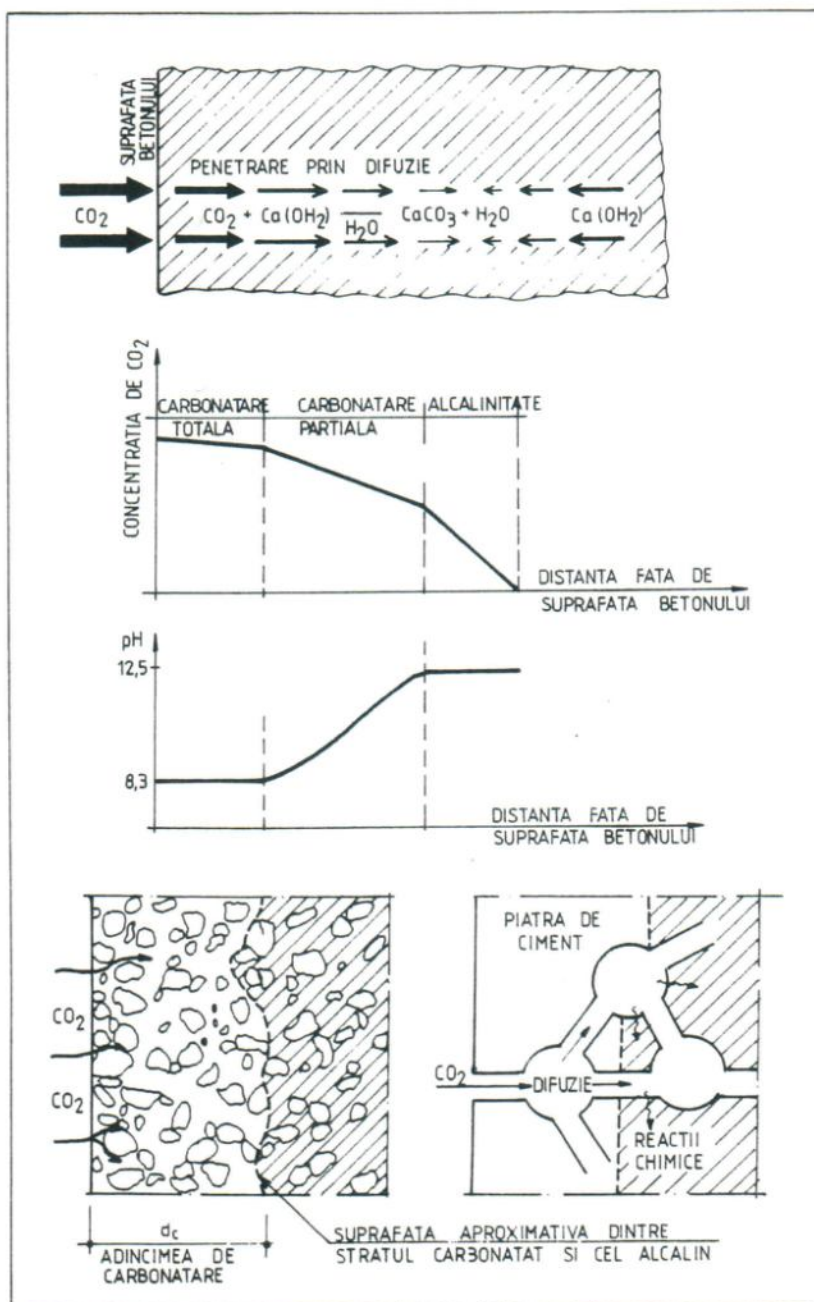 SUPRAFATA
BETONULUI
PENETRARE PRIN DIFUZIE
CO2 CO2 + Ca(OH2) H2O CaCO3 + H2O Ca(OH2)
CONCENTRATIA DE CO2
CARBONATARE TOTALA
CARBONATARE PARTIALA
ALCALINITATE
DISTANTA FATA DE
SUPRAFATA BETONULUI
pH
12,5
8,3
DISTANTA FATA DE
SUPRAFATA BETONULUI
CO2
CO2
dc
ADINCIMEA DE
CARBONATARE
PIATRA DE
CIMENT
CO2
DIFUZIE
REACTII
CHIMICE
SUPRAFATA APROXIMATIVA DINTRE
STRATUL CARBONATAT SI CEL ALCALIN